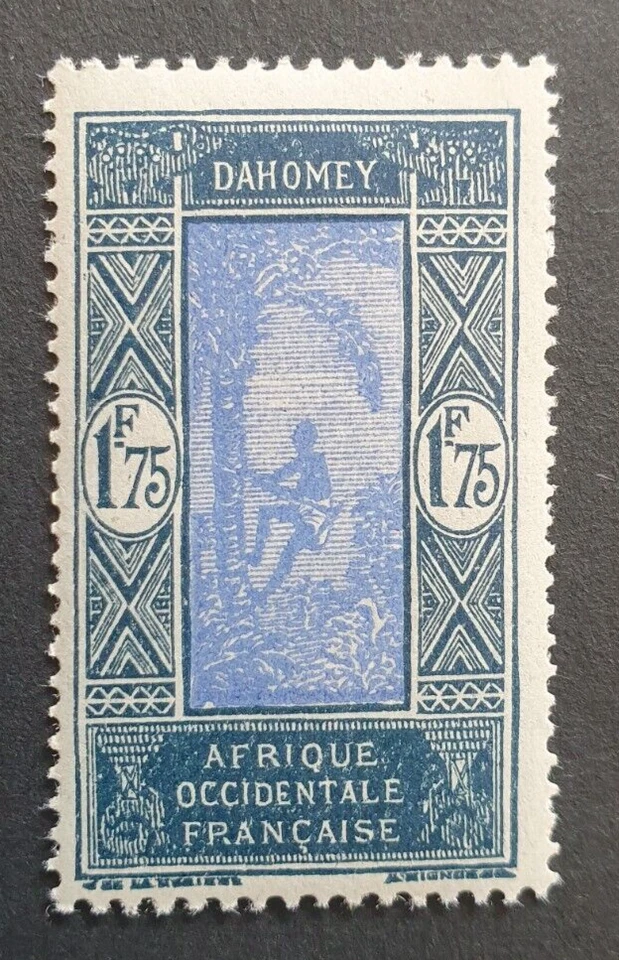 DAHOMEY
1F75 1F75
AFRIQUE
OCCIDENTALE
FRANÇAISE